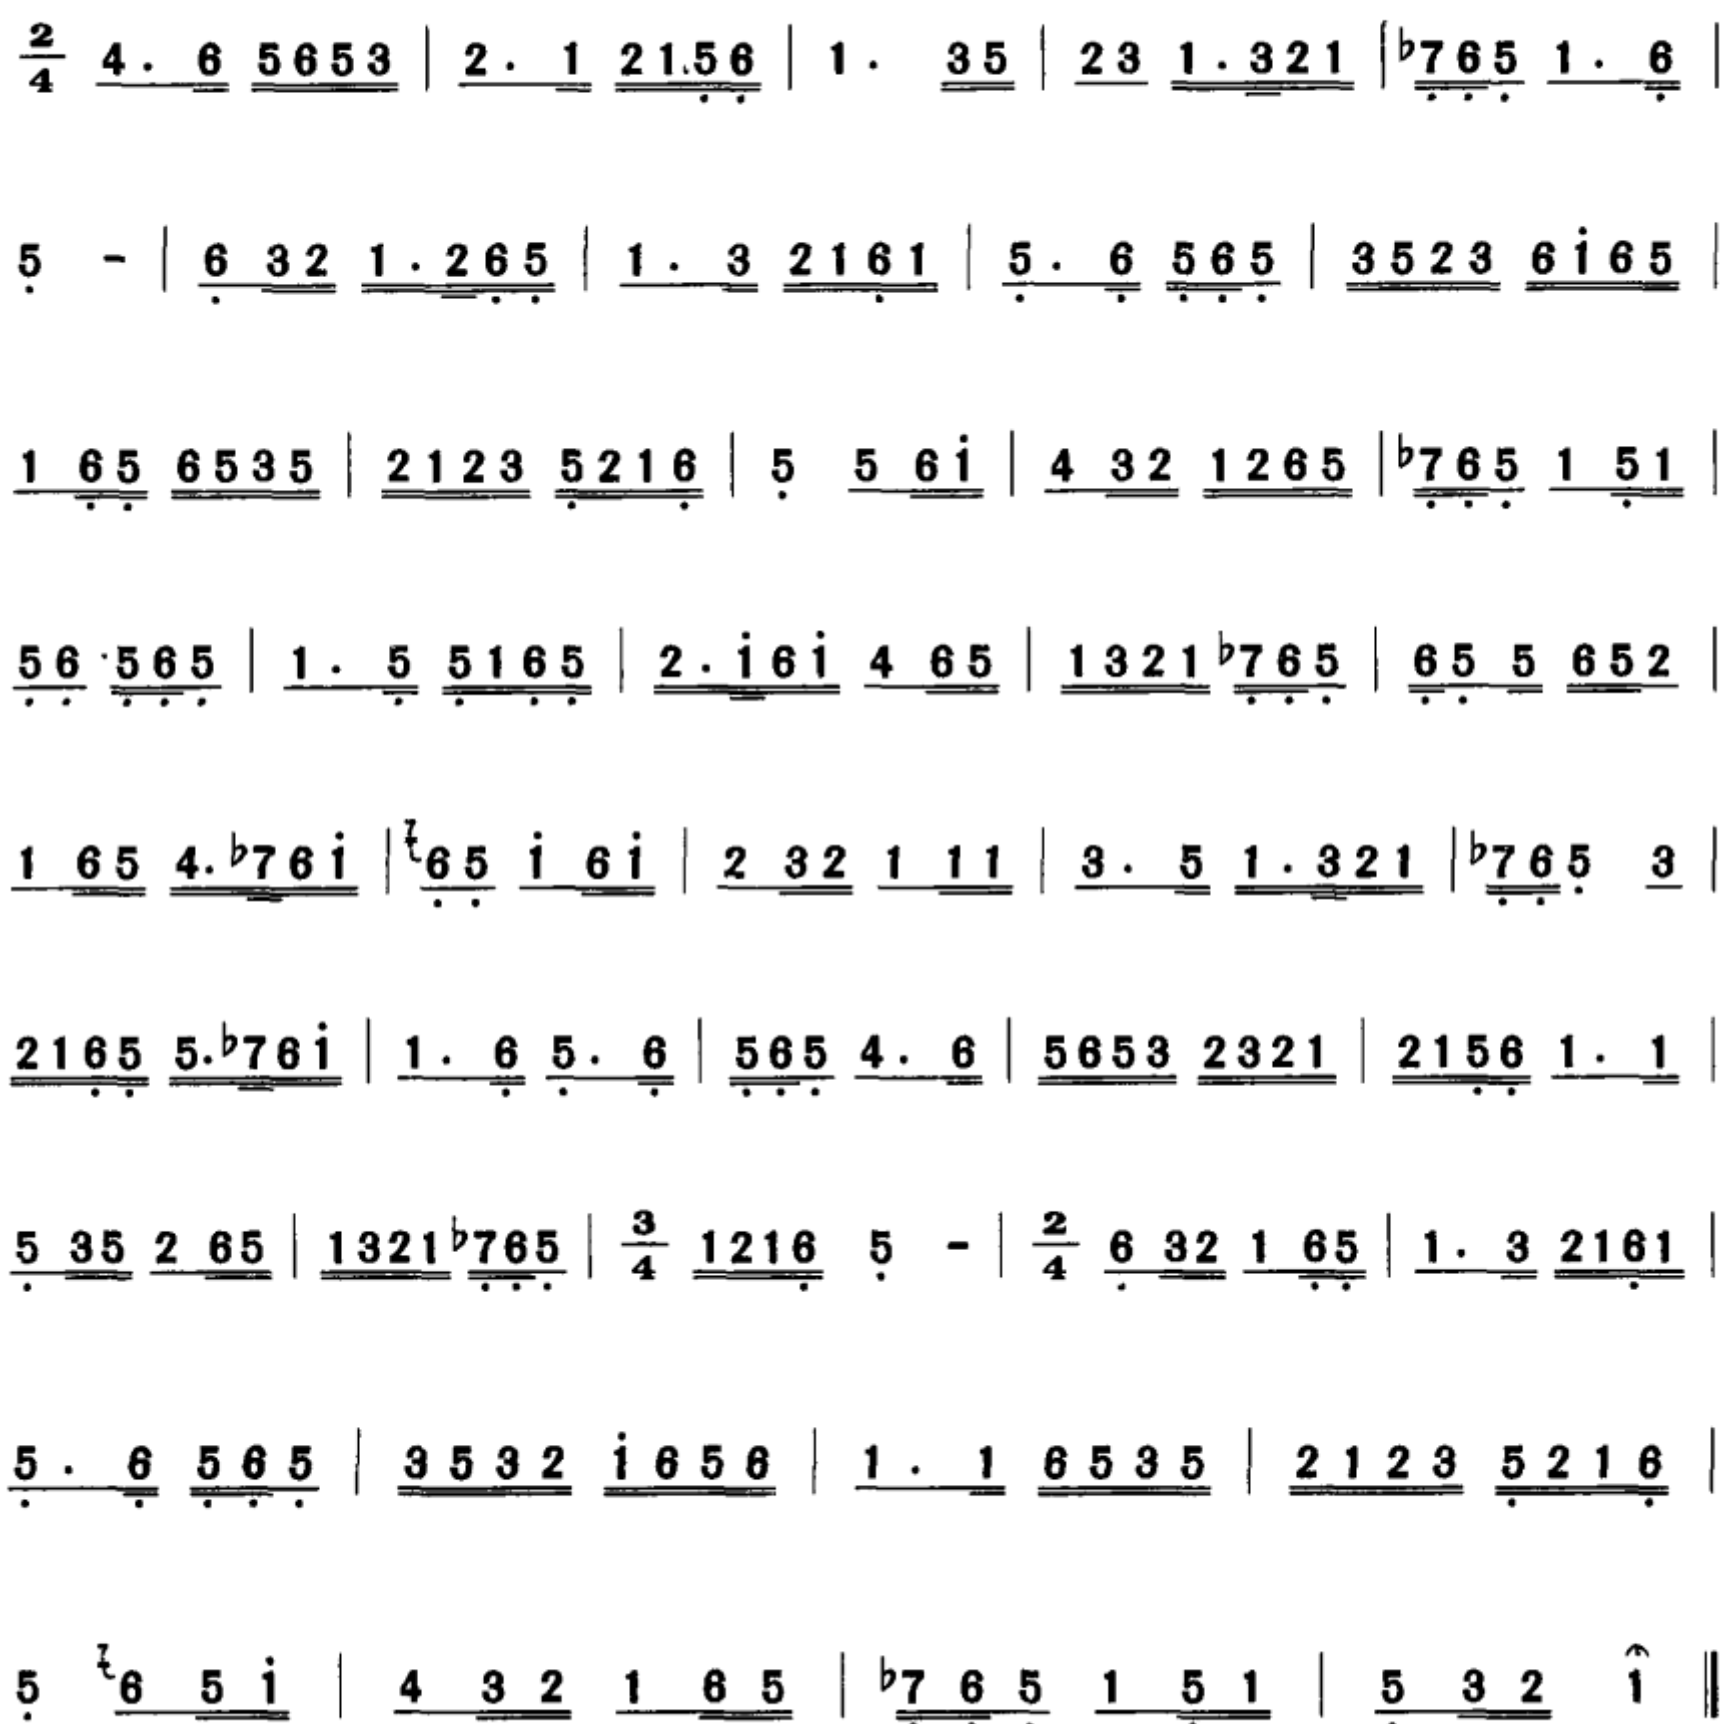 2/4 4. 6 5653 | 2. 1 2156 | 1. 35 | 23 1.321 | ♭765 1. 6 |
5 - | 6 32 1.265 | 1. 3 2161 | 5. 6 565 | 3523 6i65 |
1 65 6535 | 2123 5216 | 5 5 6i | 4 32 1265 | ♭765 1 51 |
56 565 | 1. 5 5165 | 2.i6i 4 65 | 1321 ♭765 | 65 5 652 |
1 65 4.♭76i | 7 65 i 6i | 2 32 1 11 | 3. 5 1.321 | ♭765 3 |
2165 5.♭76i | 1. 6 5. 6 | 565 4. 6 | 5653 2321 | 2156 1. 1 |
5 35 2 65 | 1321 ♭765 | 3/4 1216 5 - | 2/4 6 32 1 65 | 1. 3 2161 |
5. 6 565 | 3532 i656 | 1. 1 6535 | 2123 5216 |
5 7 6 5i | 4 32 1 65 | ♭765 1 51 | 5 32 1 ‖